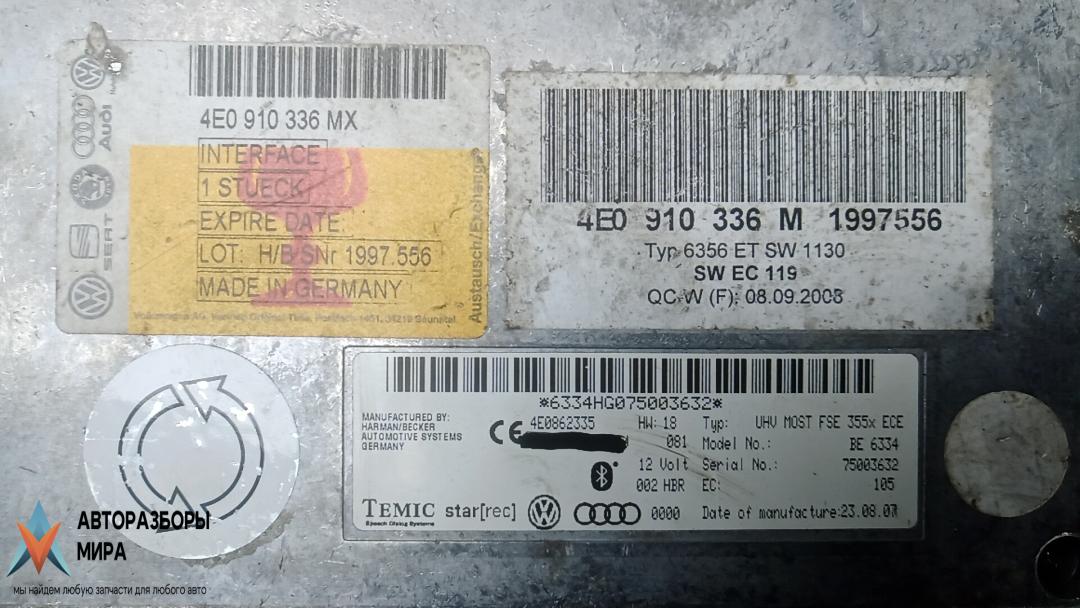 Audi
SEAT
4E0 910 336 MX
INTERFACE
1 STUECK
EXPIRE DATE
LOT: H/B SNr 1997.556
MADE IN GERMANY
Austausch/Exchange
4E0 910 336 M 1997556
Typ 6356 ET SW 1130
SW EC 119
QC-W (F): 08.09.2008
*6334HG075003632*
MANUFACTURED BY:
HARMAN/BECKER
AUTOMOTIVE SYSTEMS
GERMANY
CE
4E0862335 HW: 18 Typ: UHV MOST FSE 355x ECE
081 Model No.: BE 6334
12 Volt Serial No.: 75003632
002 HBR EC: 105
TEMIC star[rec] 0000 Date of manufacture:23.08.07
Speech Dialog Systems
АВТОРАЗБОРЫ
МИРА
мы найдем любую запчасти для любого авто